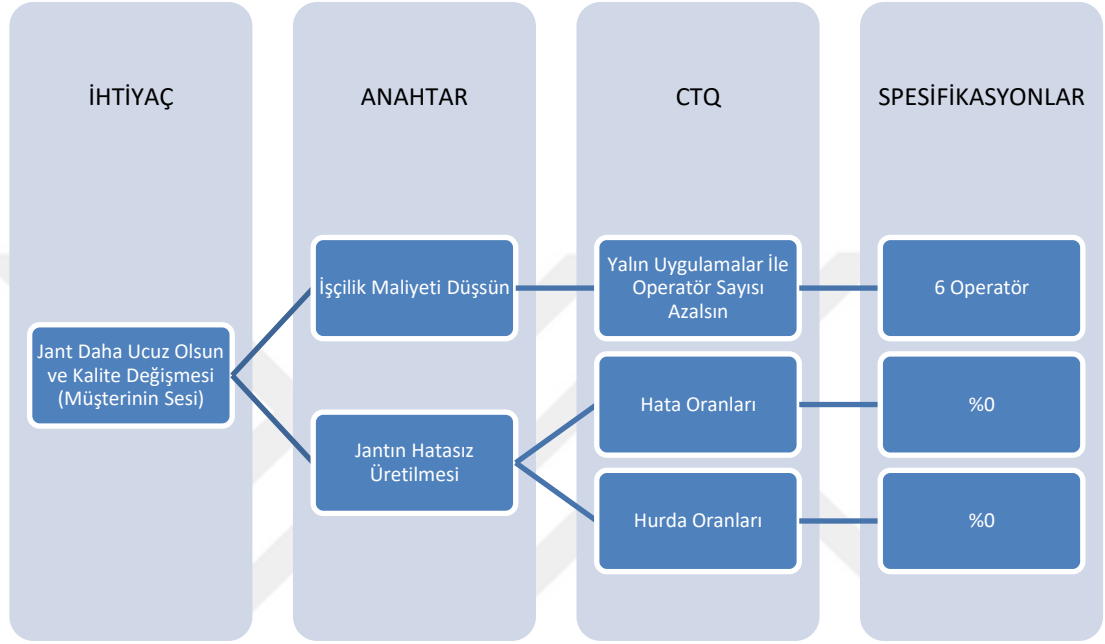 İHTİYAÇ
ANAHTAR
CTQ
SPESİFİKASYONLAR
Jant Daha Ucuz Olsun
ve Kalite Değişmesi
(Müşterinin Sesi)
İşçilik Maliyeti Düşsün
Yalın Uygulamalar İle
Operatör Sayısı
Azalsın
6 Operatör
Jantın Hatasız
Üretilmesi
Hata Oranları
%0
Hurda Oranları
%0